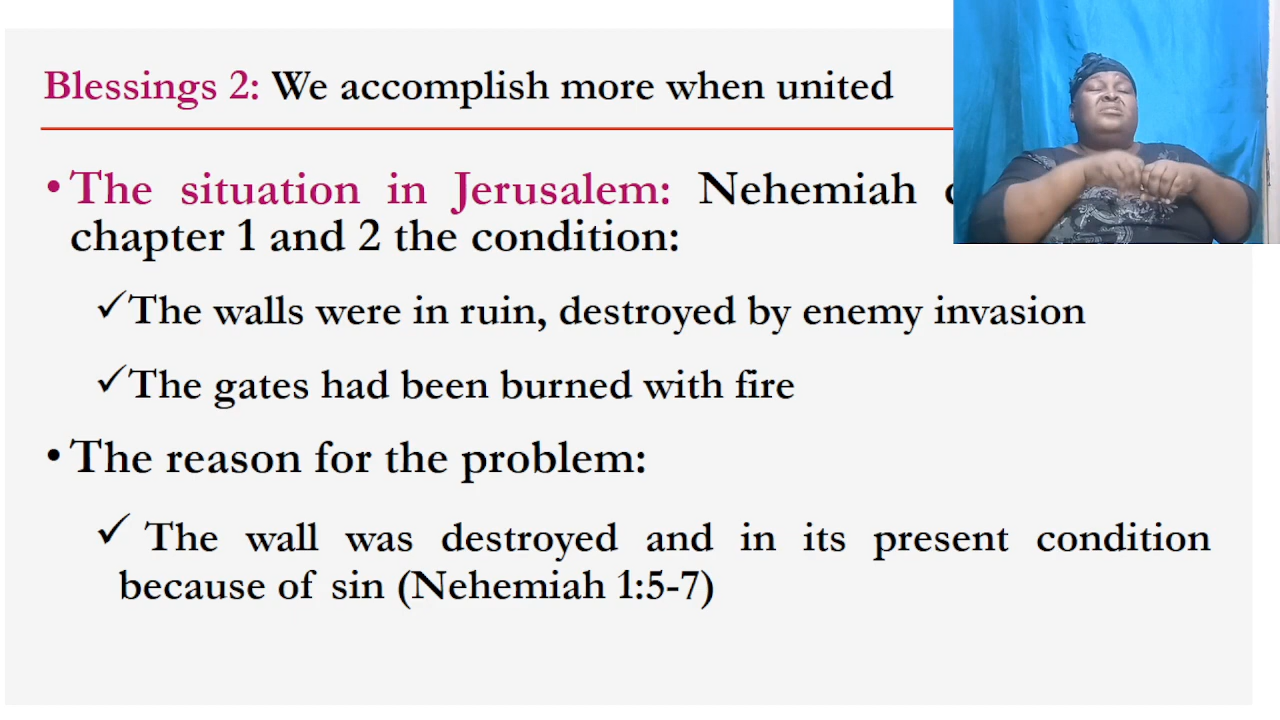 Blessings 2: We accomplish more when united
•The situation in Jerusalem: Nehemiah
chapter 1 and 2 the condition:
✓The walls were in ruin, destroyed by enemy invasion
✓The gates had been burned with fire
•The reason for the problem:
✓ The wall was destroyed and in its present condition
because of sin (Nehemiah 1:5-7)